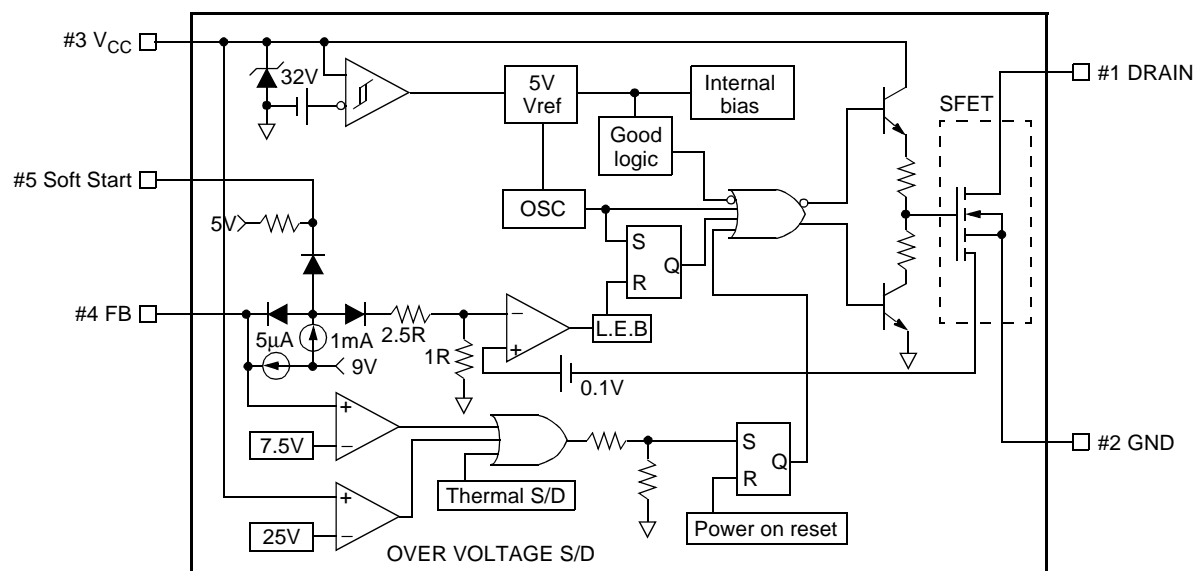 #3 VCC
32V
5V
Vref
Internal
bias
#1 DRAIN
SFET
Good
logic
#5 Soft Start
5V
OSC
S
R
Q
#4 FB
5μA
1mA
2.5R
1R
9V
−
+
L.E.B
0.1V
+
−
7.5V
Thermal S/D
S
R
Q
#2 GND
+
−
25V
Power on reset
OVER VOLTAGE S/D